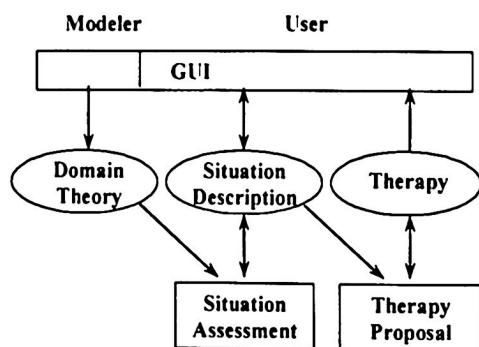 Modeler User
GUI
Domain
Theory
Situation
Description
Therapy
Situation
Assessment
Therapy
Proposal